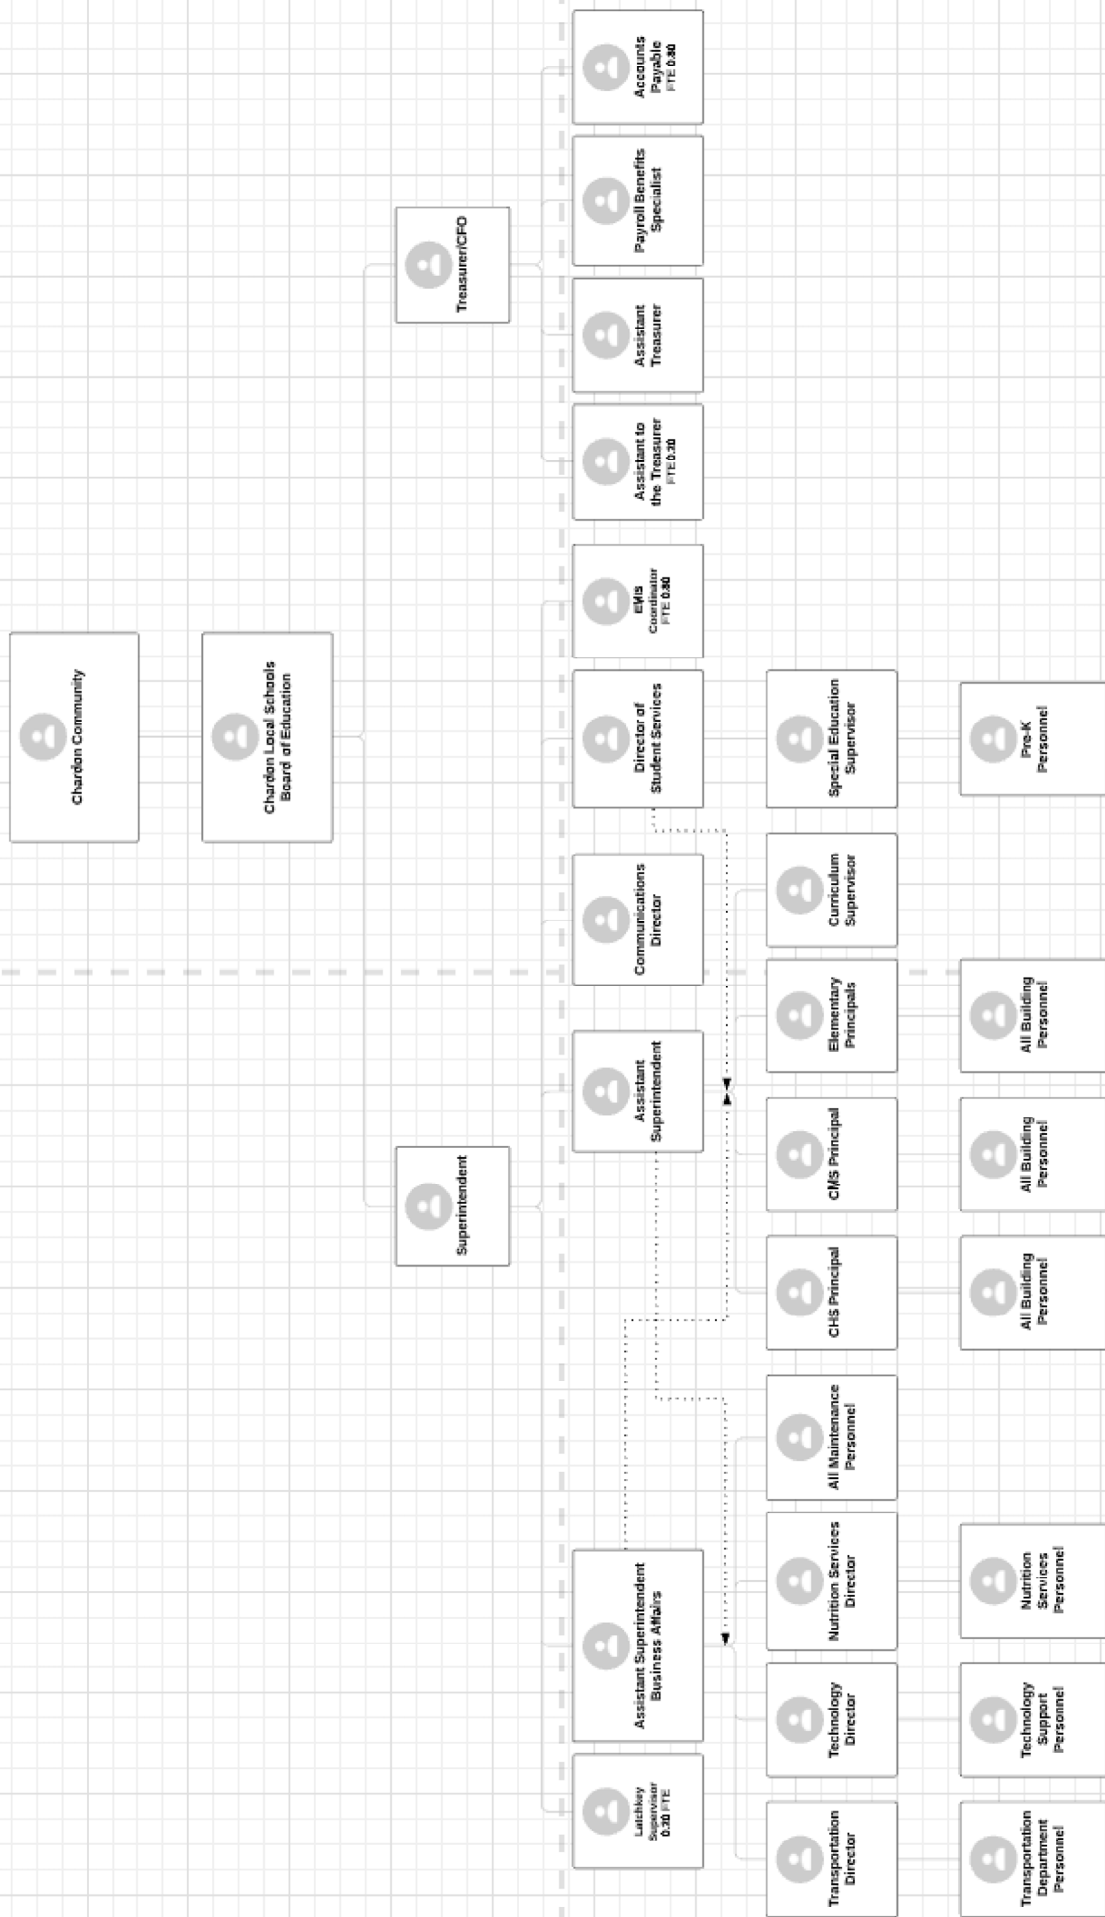 Chardon Community
Chardon Local Schools
Board of Education
Superintendent
Treasurer/CFO
Latchkey
Supervisor
0.20 FTE
Assistant Superintendent
Business Affairs
Assistant
Superintendent
Communications
Director
Director of
Student Services
EMIS
Coordinator
FTE 0.80
Assistant to
the Treasurer
FTE 0.20
Assistant
Treasurer
Payroll Benefits
Specialist
Accounts
Payable
FTE 0.80
Transportation
Director
Technology
Director
Nutrition Services
Director
All Maintenance
Personnel
CHS Principal
CMS Principal
Elementary
Principals
Curriculum
Supervisor
Special Education
Supervisor
Transportation
Department
Personnel
Technology
Support
Personnel
Nutrition
Services
Personnel
All Building
Personnel
All Building
Personnel
All Building
Personnel
Pre-K
Personnel